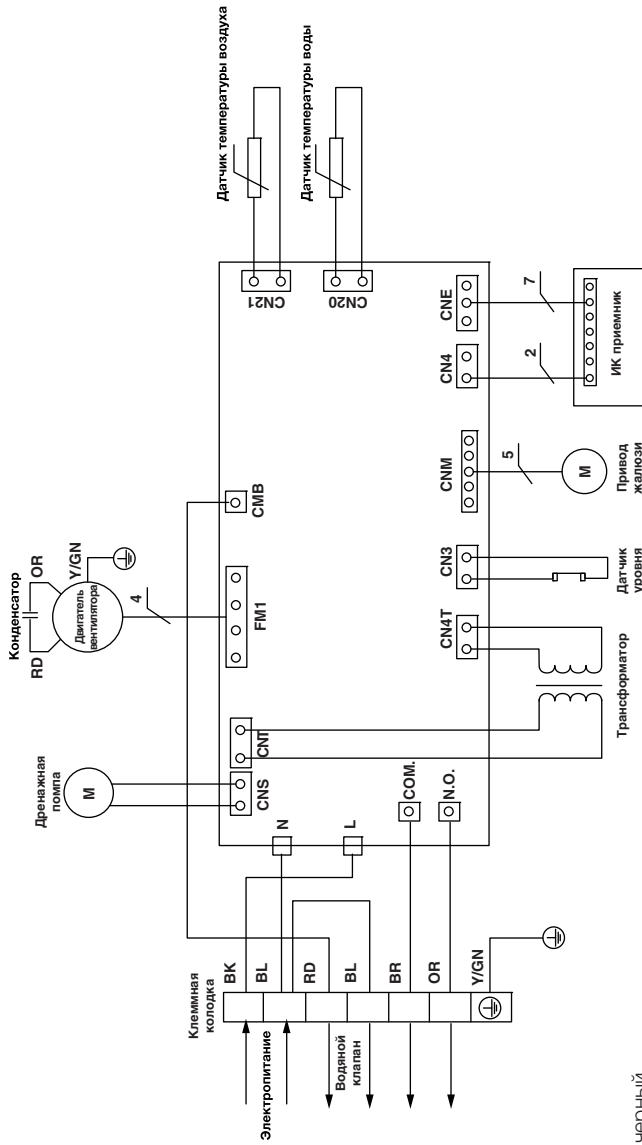 Датчик температуры воздуха
Датчик температуры воды
CN21
CN20
Конденсатор
RD
OR
Y/GN
Двигатель
вентилятора
4
FM1
CMB
Дренажная
помпа
M
CNS
CNT
N
L
COM.
N.O.
CN4T
CN3
CNM
CN4
CNE
5
2
7
Трансформатор
Датчик
уровня
M
Привод
жалюзи
ИК приемник
Клеммная
колодка
BK
BL
RD
BL
BR
OR
Y/GN
Электропитание
Водяной
клапан
черный